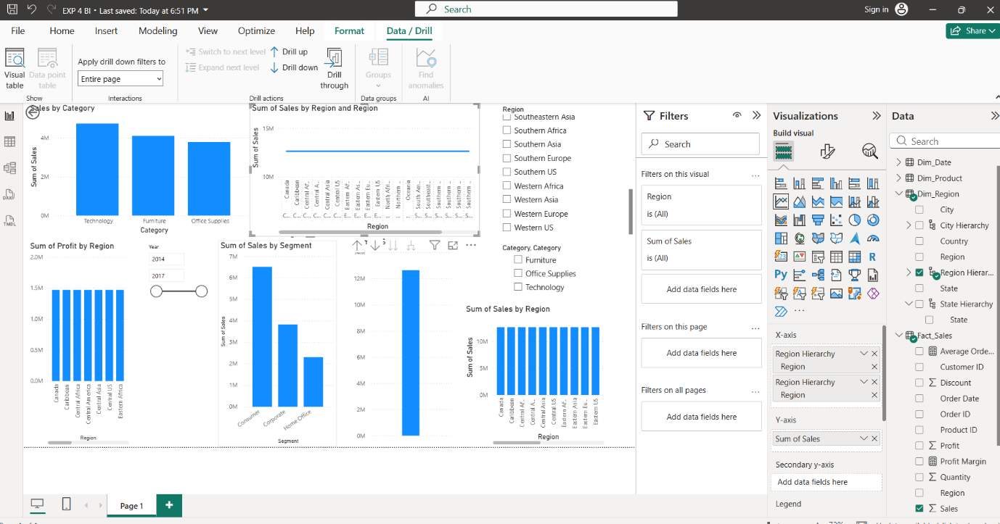 EXP 4 BI • Last saved: Today at 6:51 PM
Search
Sign in
File Home Insert Modeling View Optimize Help Format Data / Drill
Share
Visual table
Data point table
Show
Apply drill down filters to
Entire page
Interactions
Switch to next level
Expand next level
Drill up
Drill down
Drill through
Drill actions
Groups
Data groups
Find anomalies
AI
Sales by Category
Sum of Sales
4M
2M
0M
Technology Furniture Office Supplies
Category
Sum of Sales by Region and Region
Sum of Sales
15M
10M
Canada
Caribbean
Central Af...
Central A...
Central Asia
Central US
Eastern Af...
Eastern As...
Eastern Eu...
Eastern US
North Afri...
Northern ...
Oceania
South Am...
Southeast...
Southern ...
Southern ...
Southern ...
Southern ...
C... C... C... C... C... C... E... E... E... E... ... ... ... S... S... S... S... S... S...
Region
Region
Southeastern Asia
Southern Africa
Southern Asia
Southern Europe
Southern US
Western Africa
Western Asia
Western Europe
Western US
Category, Category
Furniture
Office Supplies
Technology
Sum of Profit by Region
2.0M
1.5M
1.0M
0.5M
0.0M
Canada
Caribbean
Central Africa
Central America
Central Asia
Central US
Eastern Africa
Region
Year
2014
2017
Sum of Sales by Segment
Sum of Sales
7M
6M
5M
4M
3M
2M
1M
0M
Consumer
Corporate
Home Office
Segment
14M
12M
10M
8M
6M
4M
2M
0M
Sum of Sales by Region
Sum of Sales
10M
5M
0M
Canada
Caribbean
Central Af...
Central A...
Central Asia
Central US
Eastern Af...
Eastern Asia
Eastern Eu...
Eastern US
Region
Filters
Search
Filters on this visual
...
Region
is (All)
Sum of Sales
is (All)
Add data fields here
Filters on this page
...
Add data fields here
Filters on all pages
...
Add data fields here
Visualizations
Build visual
R
Py
123
...
X-axis
Region Hierarchy
Region
Region Hierarchy
Region
Y-axis
Sum of Sales
Secondary y-axis
Add data fields here
Legend
Data
Search
Dim_Date
Dim_Product
Dim_Region
City
City Hierarchy
Country
Region
Region Hierar...
State
State Hierarchy
State
Fact_Sales
Average Orde...
Customer ID
Discount
Order Date
Order ID
Product ID
Profit
Profit Margin
Quantity
Region
Sales
DAX
TMDL
Page 1